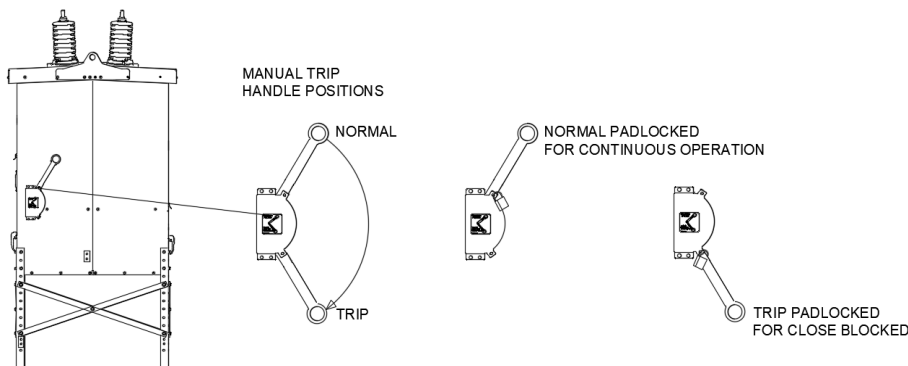 MANUAL TRIP
HANDLE POSITIONS
NORMAL
TRIP
NORMAL PADLOCKED
FOR CONTINUOUS OPERATION
TRIP PADLOCKED
FOR CLOSE BLOCKED